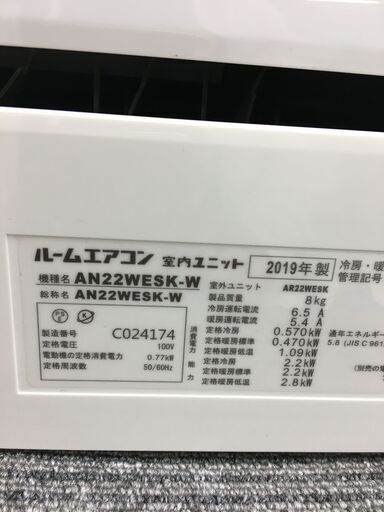 ルームエアコン 室内ユニット 2019年製 冷房・暖
機種名 AN22WESK-W 室外ユニット AR22WESK 管理記号
総称名 AN22WESK-W 製品質量 8kg
冷房運転電流 6.5 A
暖房運転電流 5.4 A
製造番号 C024174 消費電力 定格冷房 0.570kW 通年エネルギー
定格電圧 100V 定格暖房標準 0.470kW 5.8 (JIS C 961
電動機の定格消費電力 0.77kW 定格暖房低温 1.09kW
定格周波数 50/60Hz 能力 定格冷房 2.2kW (別売の電
定格暖房標準 2.2kW
定格暖房低温 2.8kW